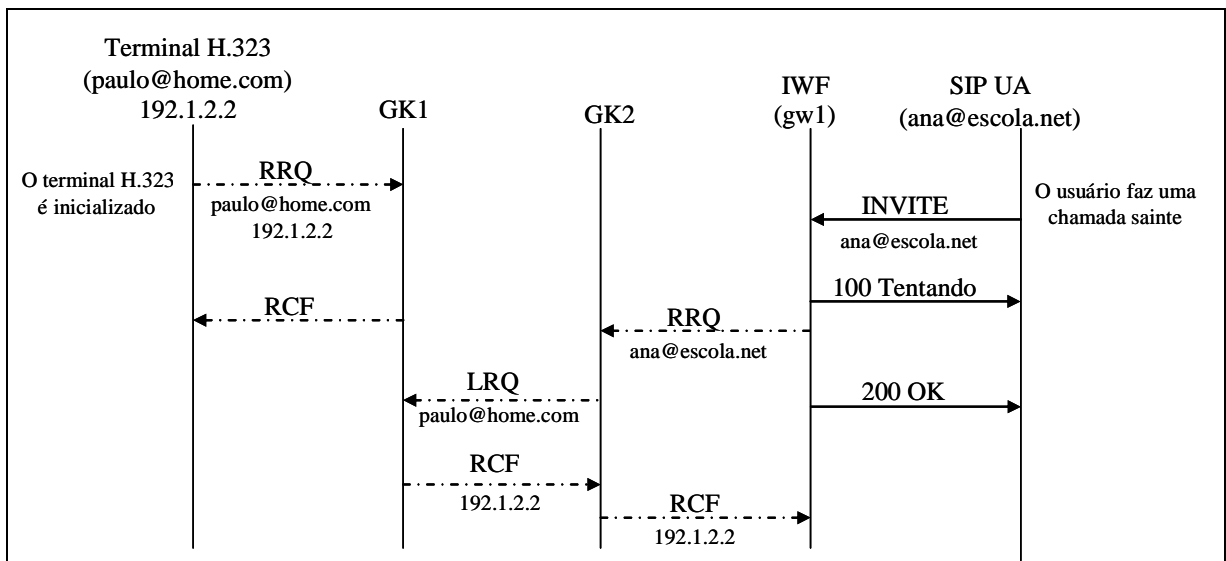 Terminal H.323
(paulo@home.com)
192.1.2.2
GK1
GK2
IWF
(gw1)
SIP UA
(ana@escola.net)
O terminal H.323
é inicializado
RRQ
paulo@home.com
192.1.2.2
INVITE
ana@escola.net
O usuário faz uma
chamada sainte
100 Tentando
RCF
RRQ
ana@escola.net
LRQ
paulo@home.com
200 OK
RCF
192.1.2.2
RCF
192.1.2.2